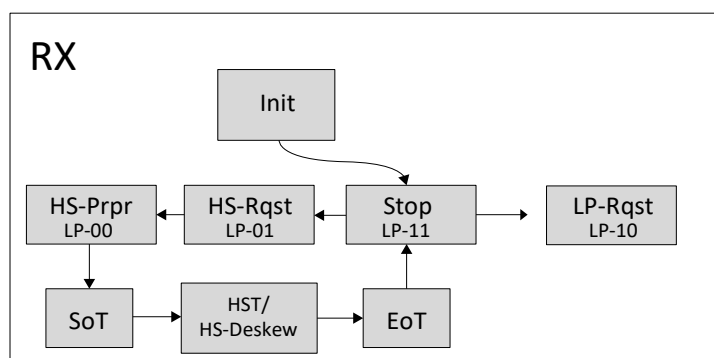 RX
Init
HS-Prpr
LP-00
HS-Rqst
LP-01
Stop
LP-11
LP-Rqst
LP-10
SoT
HST/
HS-Deskew
EoT